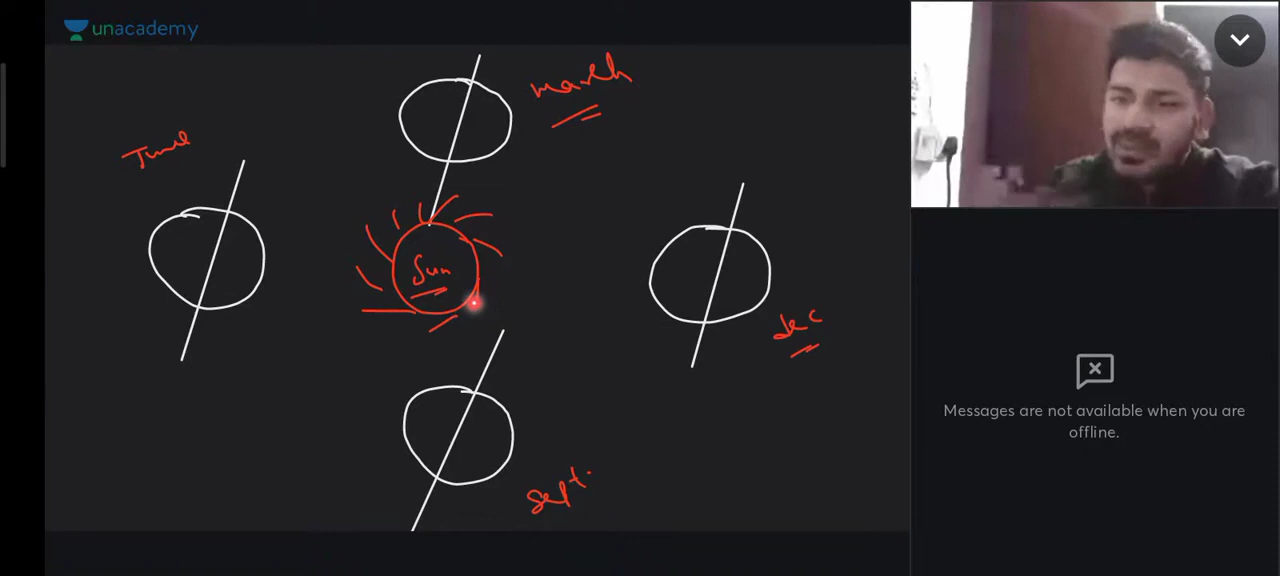 unacademy
March
June
Sun
Dec
Sept.
Messages are not available when you are
offline.